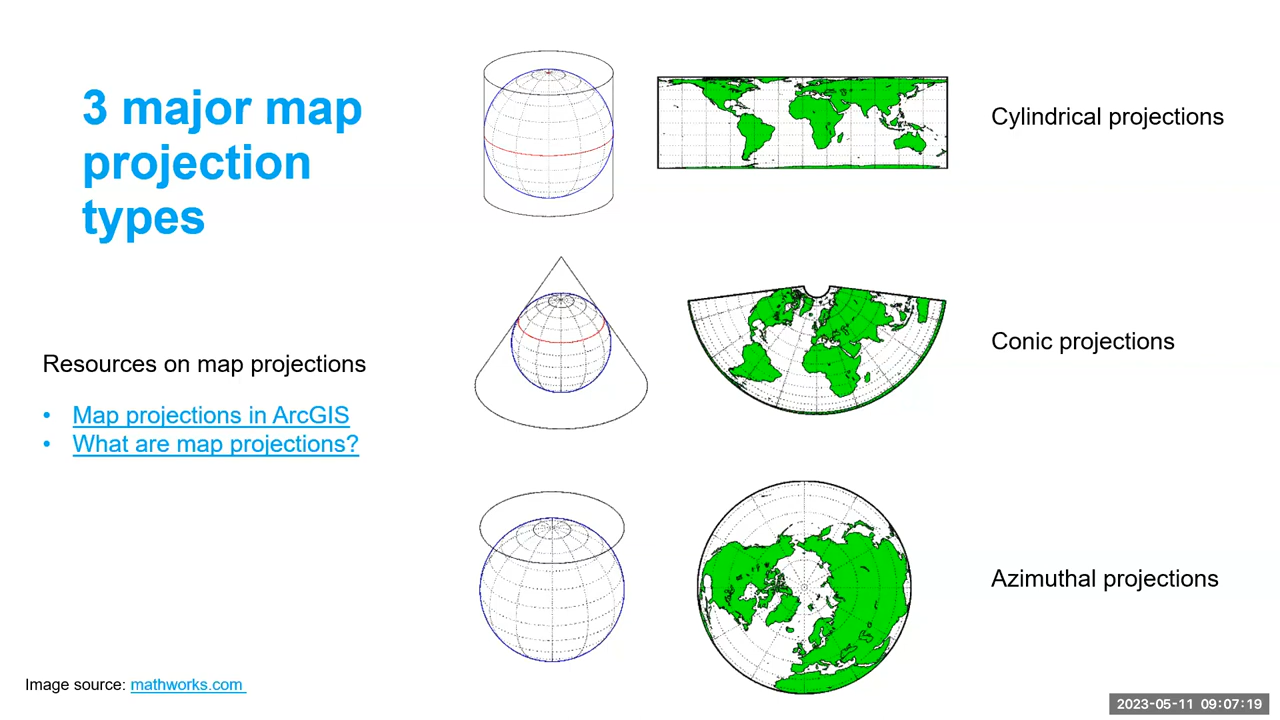 3 major map
projection
types
Resources on map projections
• Map projections in ArcGIS
• What are map projections?
Image source: mathworks.com
Cylindrical projections
Conic projections
Azimuthal projections
2023-05-11 09:07:19